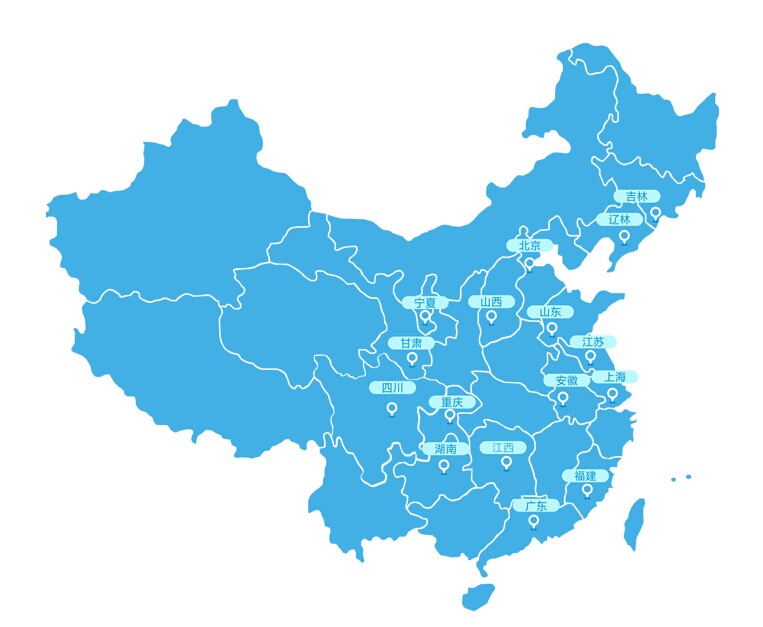 吉林
辽林
北京
宁夏
山西
山东
甘肃
江苏
四川
安徽
上海
重庆
湖南
江西
福建
广东